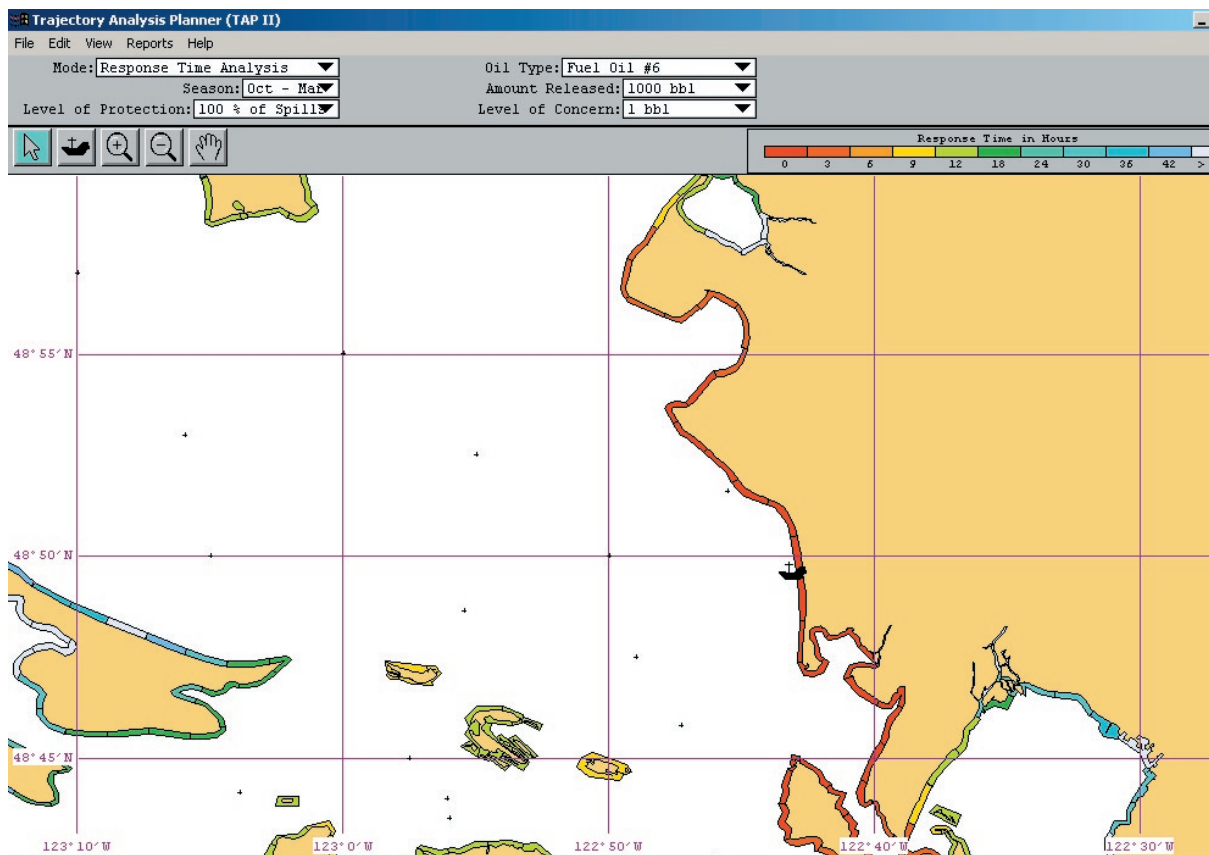 Trajectory Analysis Planner (TAP II)
File Edit View Reports Help
Mode: Response Time Analysis Oil Type: Fuel Oil #6
Season: Oct - Mar Amount Released: 1000 bbl
Level of Protection: 100 % of Spills Level of Concern: 1 bbl
Response Time in Hours
0 3 6 9 12 18 24 30 36 42 >
48°55'N
48°50'N
48°45'N
123°10'W 123°0'W 122°50'W 122°40'W 122°30'W